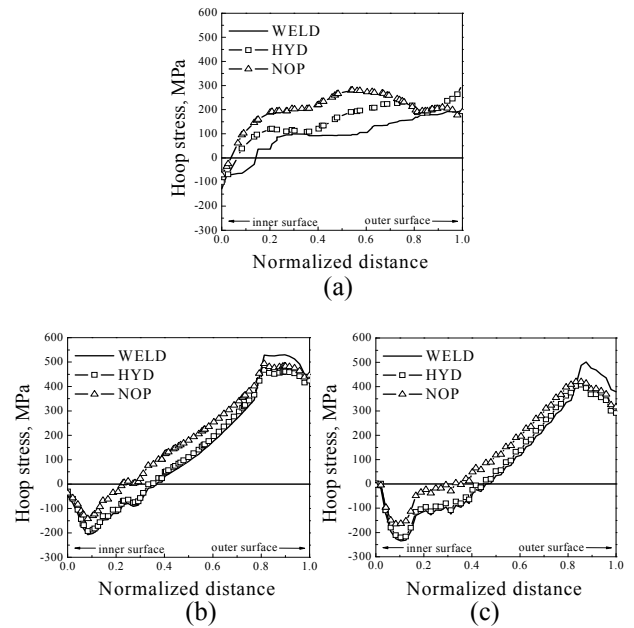 600
500
400
300
200
100
0
-100
-200
-300
Hoop stress, MPa
WELD
HYD
NOP
inner surface
outer surface
0.0 0.2 0.4 0.6 0.8 1.0
Normalized distance
(a)
600
500
400
300
200
100
0
-100
-200
-300
Hoop stress, MPa
WELD
HYD
NOP
inner surface
outer surface
0.0 0.2 0.4 0.6 0.8 1.0
Normalized distance
(b)
600
500
400
300
200
100
0
-100
-200
-300
Hoop stress, MPa
WELD
HYD
NOP
inner surface
outer surface
0.0 0.2 0.4 0.6 0.8 1.0
Normalized distance
(c)